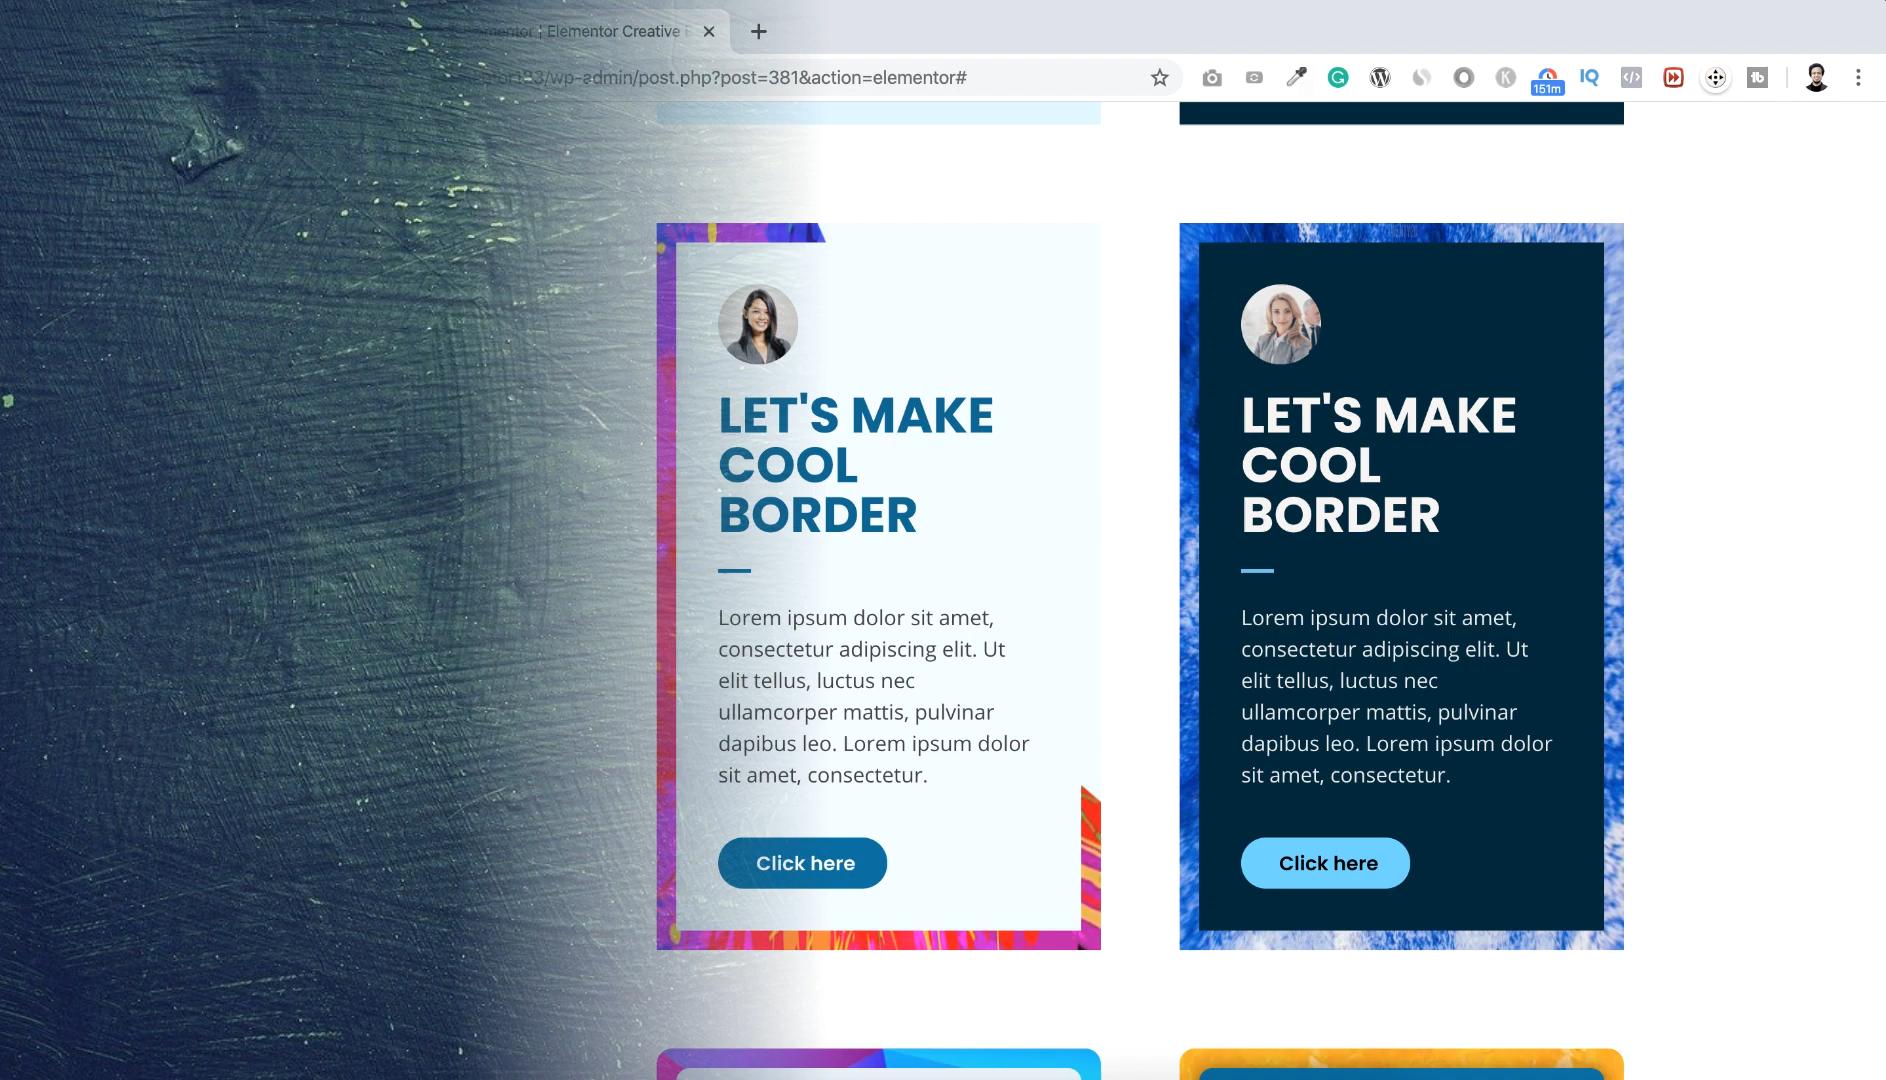 Elementor Creative
/wp-admin/post.php?post=381&action=elementor#
G
K
151m
IQ
</>
tb
LET'S MAKE
COOL
BORDER
Lorem ipsum dolor sit amet,
consectetur adipiscing elit. Ut
elit tellus, luctus nec
ullamcorper mattis, pulvinar
dapibus leo. Lorem ipsum dolor
sit amet, consectetur.
Click here
LET'S MAKE
COOL
BORDER
Lorem ipsum dolor sit amet,
consectetur adipiscing elit. Ut
elit tellus, luctus nec
ullamcorper mattis, pulvinar
dapibus leo. Lorem ipsum dolor
sit amet, consectetur.
Click here